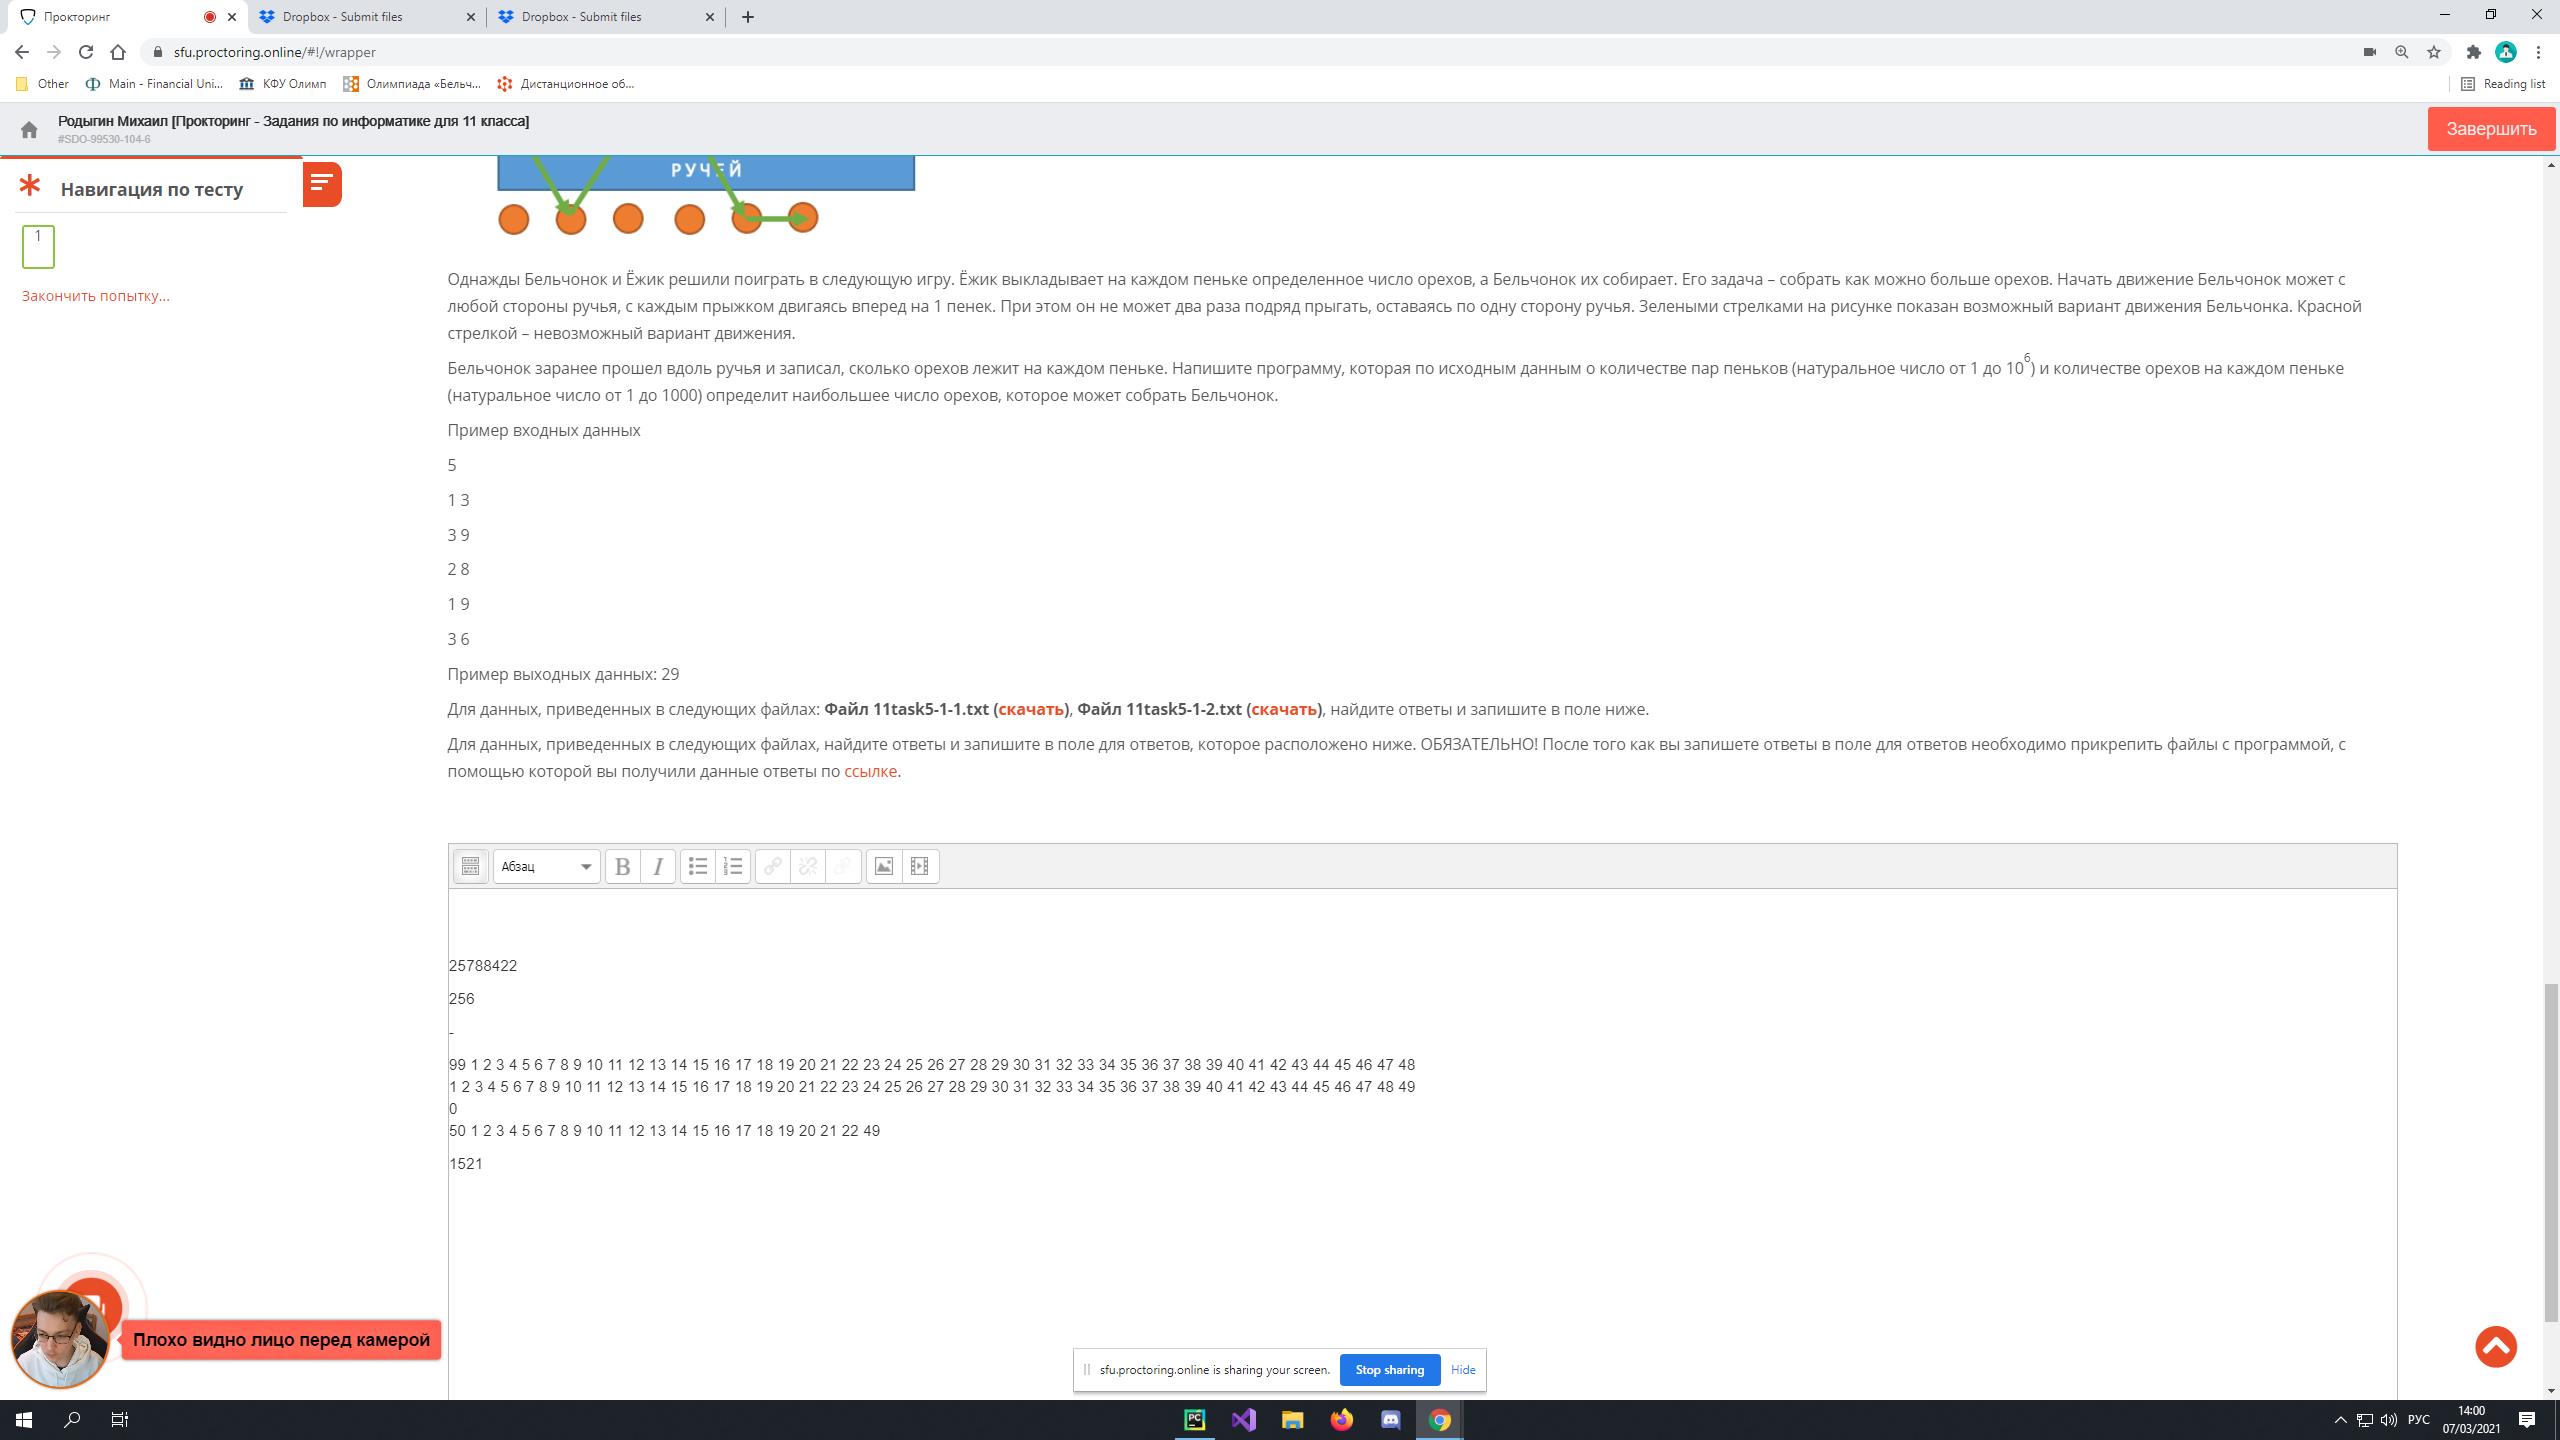 Прокторинг
Dropbox - Submit files
Dropbox - Submit files
sfu.proctoring.online/#!/wrapper
Other
Main - Financial Uni...
КФУ Олимп
Олимпиада «Бельч...
Дистанционное об...
Reading list
Родыгин Михаил [Прокторинг - Задания по информатике для 11 класса]
#SDO-99530-104-6
Завершить
Навигация по тесту
1
Закончить попытку...
РУЧЕЙ
Однажды Бельчонок и Ёжик решили поиграть в следующую игру. Ёжик выкладывает на каждом пеньке определенное число орехов, а Бельчонок их собирает. Его задача – собрать как можно больше орехов. Начать движение Бельчонок может с
любой стороны ручья, с каждым прыжком двигаясь вперед на 1 пенек. При этом он не может два раза подряд прыгать, оставаясь по одну сторону ручья. Зелеными стрелками на рисунке показан возможный вариант движения Бельчонка. Красной
стрелкой – невозможный вариант движения.
Бельчонок заранее прошел вдоль ручья и записал, сколько орехов лежит на каждом пеньке. Напишите программу, которая по исходным данным о количестве пар пеньков (натуральное число от 1 до 10⁶) и количестве орехов на каждом пеньке
(натуральное число от 1 до 1000) определит наибольшее число орехов, которое может собрать Бельчонок.
Пример входных данных
5
1 3
3 9
2 8
1 9
3 6
Пример выходных данных: 29
Для данных, приведенных в следующих файлах: Файл 11task5-1-1.txt (скачать), Файл 11task5-1-2.txt (скачать), найдите ответы и запишите в поле ниже.
Для данных, приведенных в следующих файлах, найдите ответы и запишите в поле для ответов, которое расположено ниже. ОБЯЗАТЕЛЬНО! После того как вы запишете ответы в поле для ответов необходимо прикрепить файлы с программой, с
помощью которой вы получили данные ответы по ссылке.
Абзац
B
I
25788422
256
-
99 1 2 3 4 5 6 7 8 9 10 11 12 13 14 15 16 17 18 19 20 21 22 23 24 25 26 27 28 29 30 31 32 33 34 35 36 37 38 39 40 41 42 43 44 45 46 47 48
1 2 3 4 5 6 7 8 9 10 11 12 13 14 15 16 17 18 19 20 21 22 23 24 25 26 27 28 29 30 31 32 33 34 35 36 37 38 39 40 41 42 43 44 45 46 47 48 49
0
50 1 2 3 4 5 6 7 8 9 10 11 12 13 14 15 16 17 18 19 20 21 22 49
1521
Плохо видно лицо перед камерой
sfu.proctoring.online is sharing your screen.
Stop sharing
Hide
PC
РУС
14:00
07/03/2021